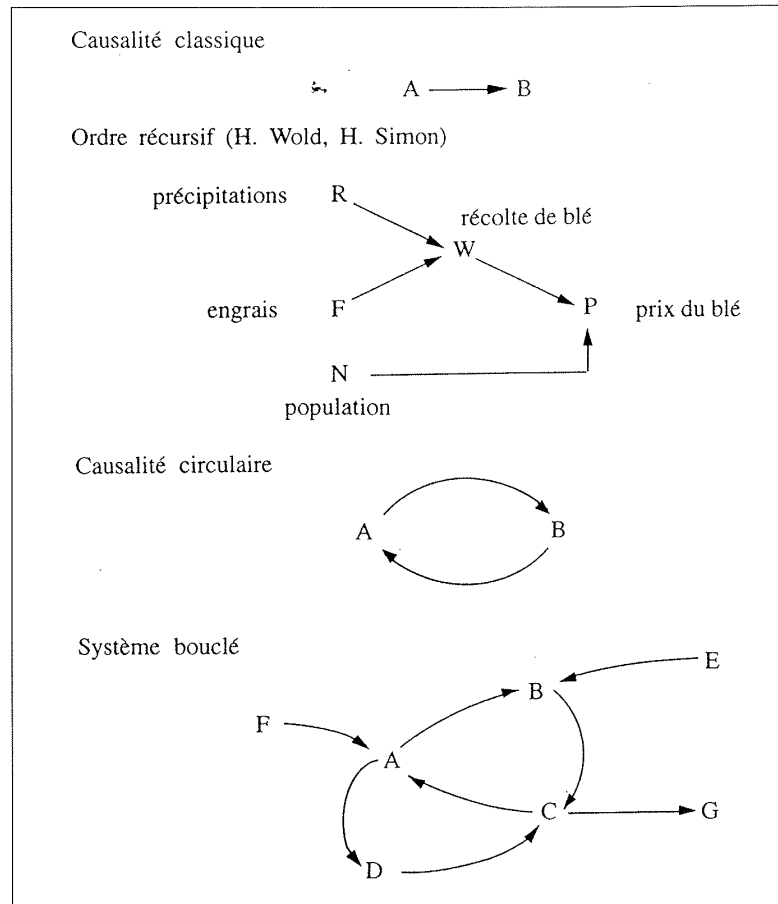 Causalité classique
A B
Ordre récursif (H. Wold, H. Simon)
précipitations R
récolte de blé
W
engrais F P prix du blé
N
population
Causalité circulaire
A B
Système bouclé
E
B
F
A
C G
D